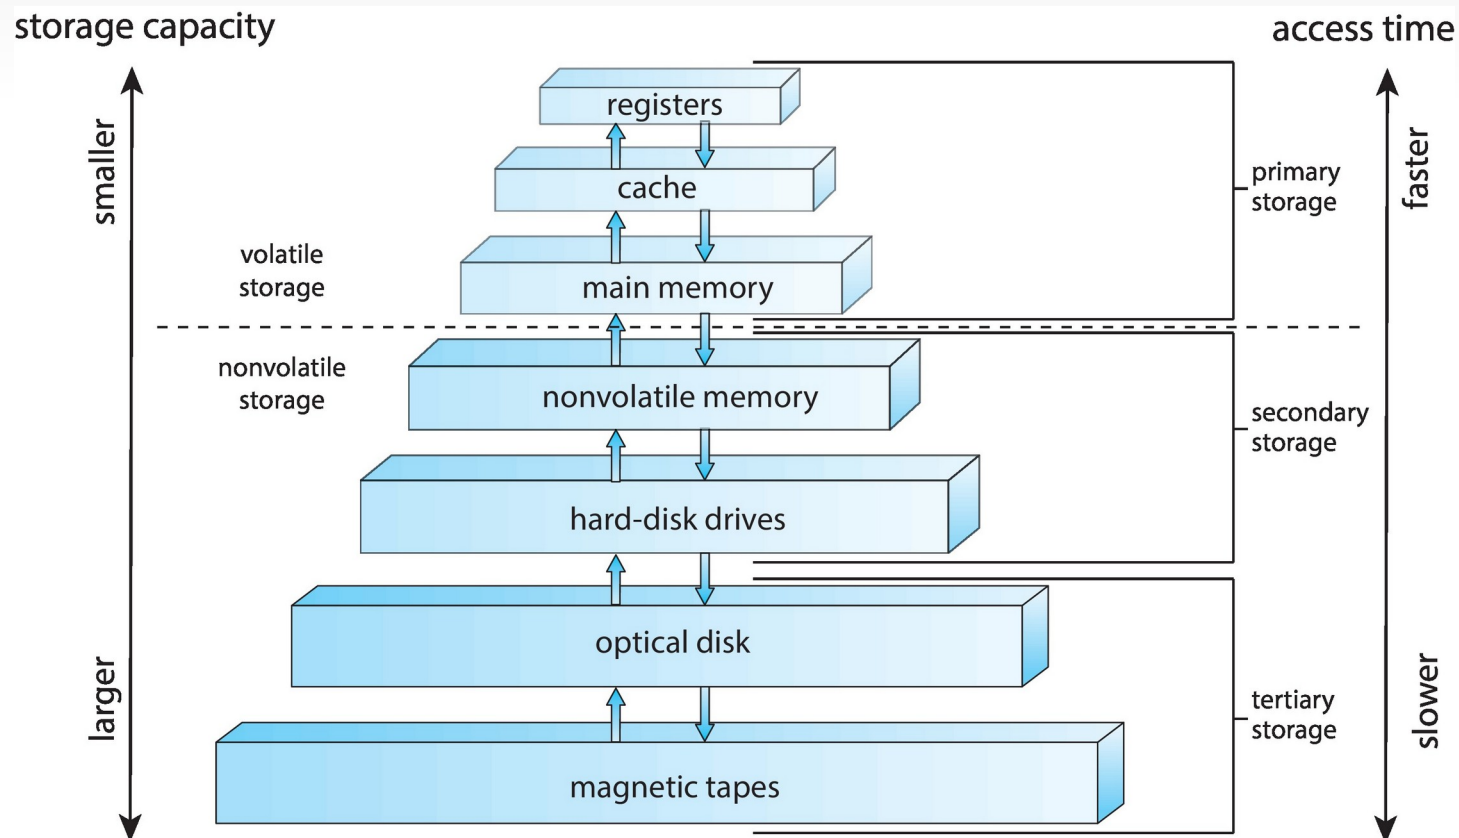 storage capacity
access time
smaller
larger
registers
cache
volatile
storage
main memory
nonvolatile
storage
nonvolatile memory
hard-disk drives
optical disk
magnetic tapes
primary
storage
secondary
storage
tertiary
storage
faster
slower